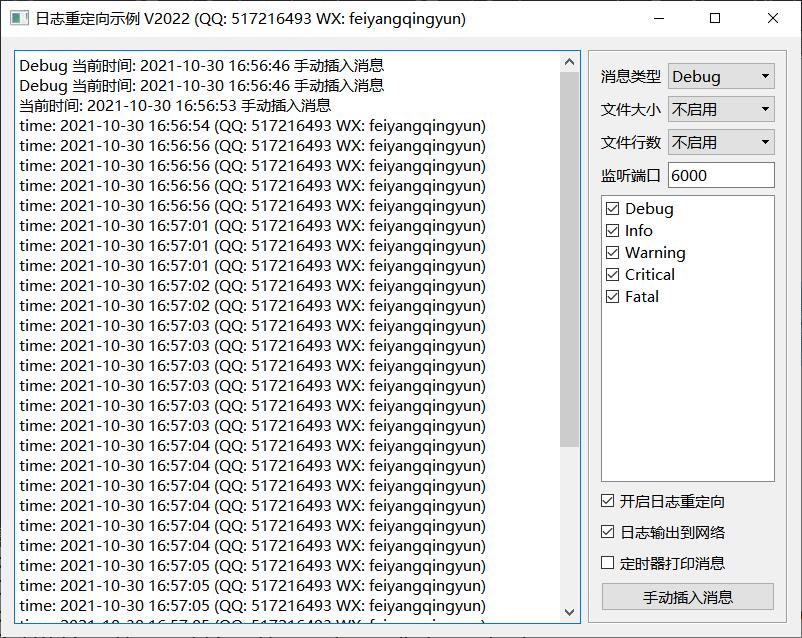 日志重定向示例 V2022 (QQ: 517216493 WX: feiyangqingyun)
Debug 当前时间: 2021-10-30 16:56:46 手动插入消息
Debug 当前时间: 2021-10-30 16:56:46 手动插入消息
当前时间: 2021-10-30 16:56:53 手动插入消息
time: 2021-10-30 16:56:54 (QQ: 517216493 WX: feiyangqingyun)
time: 2021-10-30 16:56:56 (QQ: 517216493 WX: feiyangqingyun)
time: 2021-10-30 16:56:56 (QQ: 517216493 WX: feiyangqingyun)
time: 2021-10-30 16:56:56 (QQ: 517216493 WX: feiyangqingyun)
time: 2021-10-30 16:56:56 (QQ: 517216493 WX: feiyangqingyun)
time: 2021-10-30 16:57:01 (QQ: 517216493 WX: feiyangqingyun)
time: 2021-10-30 16:57:01 (QQ: 517216493 WX: feiyangqingyun)
time: 2021-10-30 16:57:01 (QQ: 517216493 WX: feiyangqingyun)
time: 2021-10-30 16:57:02 (QQ: 517216493 WX: feiyangqingyun)
time: 2021-10-30 16:57:02 (QQ: 517216493 WX: feiyangqingyun)
time: 2021-10-30 16:57:03 (QQ: 517216493 WX: feiyangqingyun)
time: 2021-10-30 16:57:03 (QQ: 517216493 WX: feiyangqingyun)
time: 2021-10-30 16:57:03 (QQ: 517216493 WX: feiyangqingyun)
time: 2021-10-30 16:57:03 (QQ: 517216493 WX: feiyangqingyun)
time: 2021-10-30 16:57:03 (QQ: 517216493 WX: feiyangqingyun)
time: 2021-10-30 16:57:03 (QQ: 517216493 WX: feiyangqingyun)
time: 2021-10-30 16:57:04 (QQ: 517216493 WX: feiyangqingyun)
time: 2021-10-30 16:57:04 (QQ: 517216493 WX: feiyangqingyun)
time: 2021-10-30 16:57:04 (QQ: 517216493 WX: feiyangqingyun)
time: 2021-10-30 16:57:04 (QQ: 517216493 WX: feiyangqingyun)
time: 2021-10-30 16:57:04 (QQ: 517216493 WX: feiyangqingyun)
time: 2021-10-30 16:57:04 (QQ: 517216493 WX: feiyangqingyun)
time: 2021-10-30 16:57:05 (QQ: 517216493 WX: feiyangqingyun)
time: 2021-10-30 16:57:05 (QQ: 517216493 WX: feiyangqingyun)
time: 2021-10-30 16:57:05 (QQ: 517216493 WX: feiyangqingyun)
消息类型 Debug
文件大小 不启用
文件行数 不启用
监听端口 6000
Debug
Info
Warning
Critical
Fatal
开启日志重定向
日志输出到网络
定时器打印消息
手动插入消息